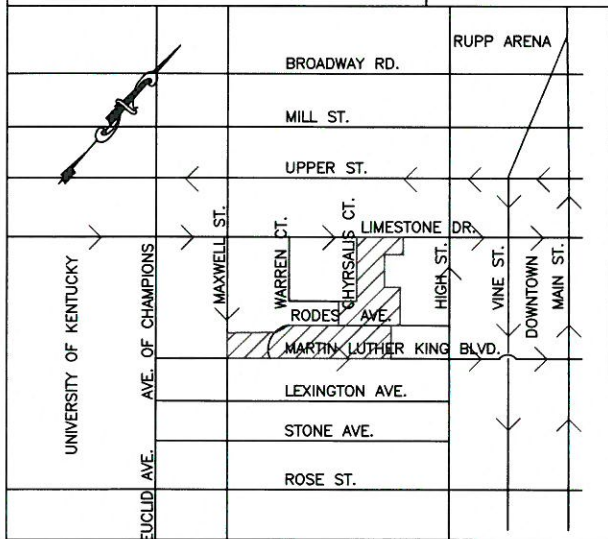 RUPP ARENA
BROADWAY RD.
MILL ST.
UPPER ST.
LIMESTONE DR.
MAXWELL ST.
WARREN CT.
CHYRSALIS CT.
HIGH ST.
VINE ST.
DOWNTOWN
MAIN ST.
UNIVERSITY OF KENTUCKY
AVE. OF CHAMPIONS
RODES AVE.
MARTIN LUTHER KING BLVD.
LEXINGTON AVE.
STONE AVE.
ROSE ST.
EUCLID AVE.